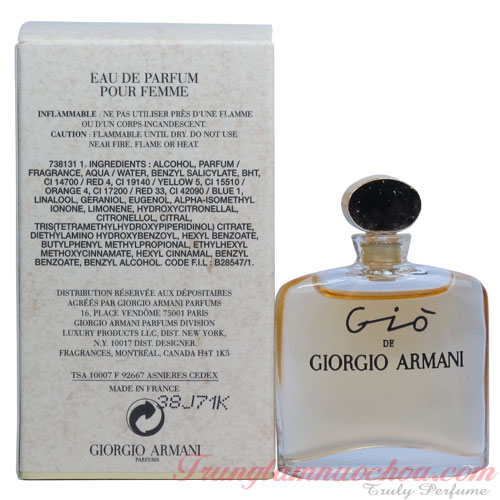 EAU DE PARFUM
POUR FEMME
INFLAMMABLE : NE PAS UTILISER PRÈS D'UNE FLAMME
OU D'UN CORPS INCANDESCENT.
CAUTION : FLAMMABLE UNTIL DRY. DO NOT USE
NEAR FIRE, FLAME OR HEAT.
738131 1. INGREDIENTS : ALCOHOL, PARFUM /
FRAGRANCE, AQUA / WATER, BENZYL SALICYLATE, BHT,
CI 14700 / RED 4, CI 19140 / YELLOW 5, CI 15510 /
ORANGE 4, CI 17200 / RED 33, CI 42090 / BLUE 1,
LINALOOL, GERANIOL, EUGENOL, ALPHA-ISOMETHYL
IONONE, LIMONENE, HYDROXYCITRONELLAL,
CITRONELLOL, CITRAL,
TRIS(TETRAMETHYLHYDROXYPIPERIDINOL) CITRATE,
DIETHYLAMINO HYDROXYBENZOYL, HEXYL BENZOATE,
BUTYLPHENYL METHYLPROPIONAL, ETHYLHEXYL
METHOXYCINNAMATE, HEXYL CINNAMAL, BENZYL
BENZOATE, BENZYL ALCOHOL. CODE F.I.L : B28547/1.
DISTRIBUTION RÉSERVÉE AUX DÉPOSITAIRES
AGRÉÉS PAR GIORGIO ARMANI PARFUMS
16, PLACE VENDÔME 75001 PARIS
GIORGIO ARMANI PARFUMS DIVISION
LUXURY PRODUCTS LLC, DIST. NEW YORK,
N.Y. 10017 DIST. DESIGNER
FRAGRANCES, MONTRÉAL, CANADA H4T 1K5
TSA 10007 F 92667 ASNIERES CEDEX
MADE IN FRANCE
38J71K
GIORGIO ARMANI
PARFUMS
Giò
DE
GIORGIO ARMANI
Trungtamnuochoa.com
Truly Perfume